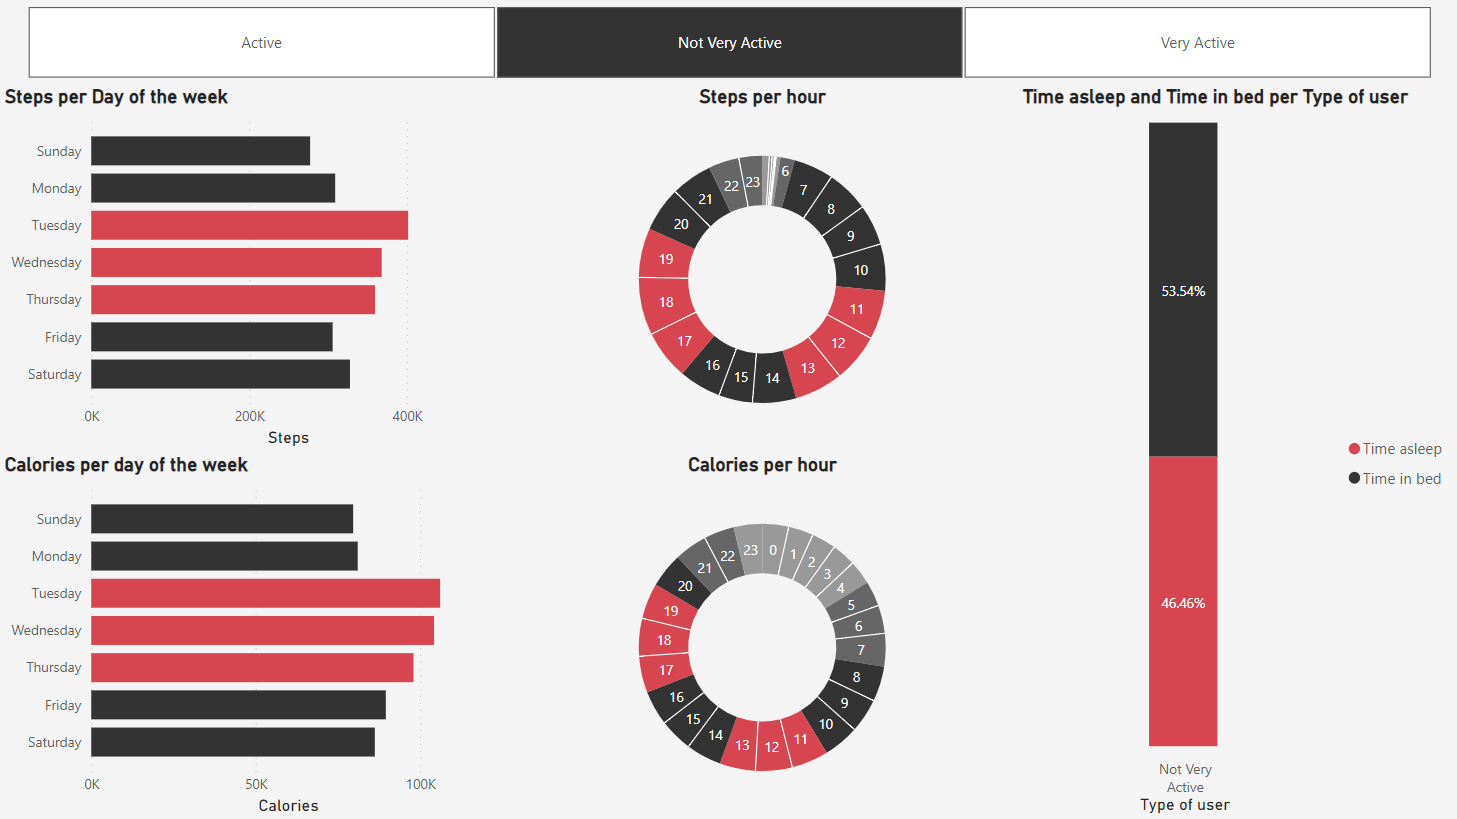 Active
Not Very Active
Very Active
Steps per Day of the week
Sunday
Monday
Tuesday
Wednesday
Thursday
Friday
Saturday
0K
200K
400K
Steps
Steps per hour
6
7
8
9
10
11
12
13
14
15
16
17
18
19
20
21
22
23
Time asleep and Time in bed per Type of user
53.54%
46.46%
Not Very
Active
Type of user
Time asleep
Time in bed
Calories per day of the week
Sunday
Monday
Tuesday
Wednesday
Thursday
Friday
Saturday
0K
50K
100K
Calories
Calories per hour
0
1
2
3
4
5
6
7
8
9
10
11
12
13
14
15
16
17
18
19
20
21
22
23